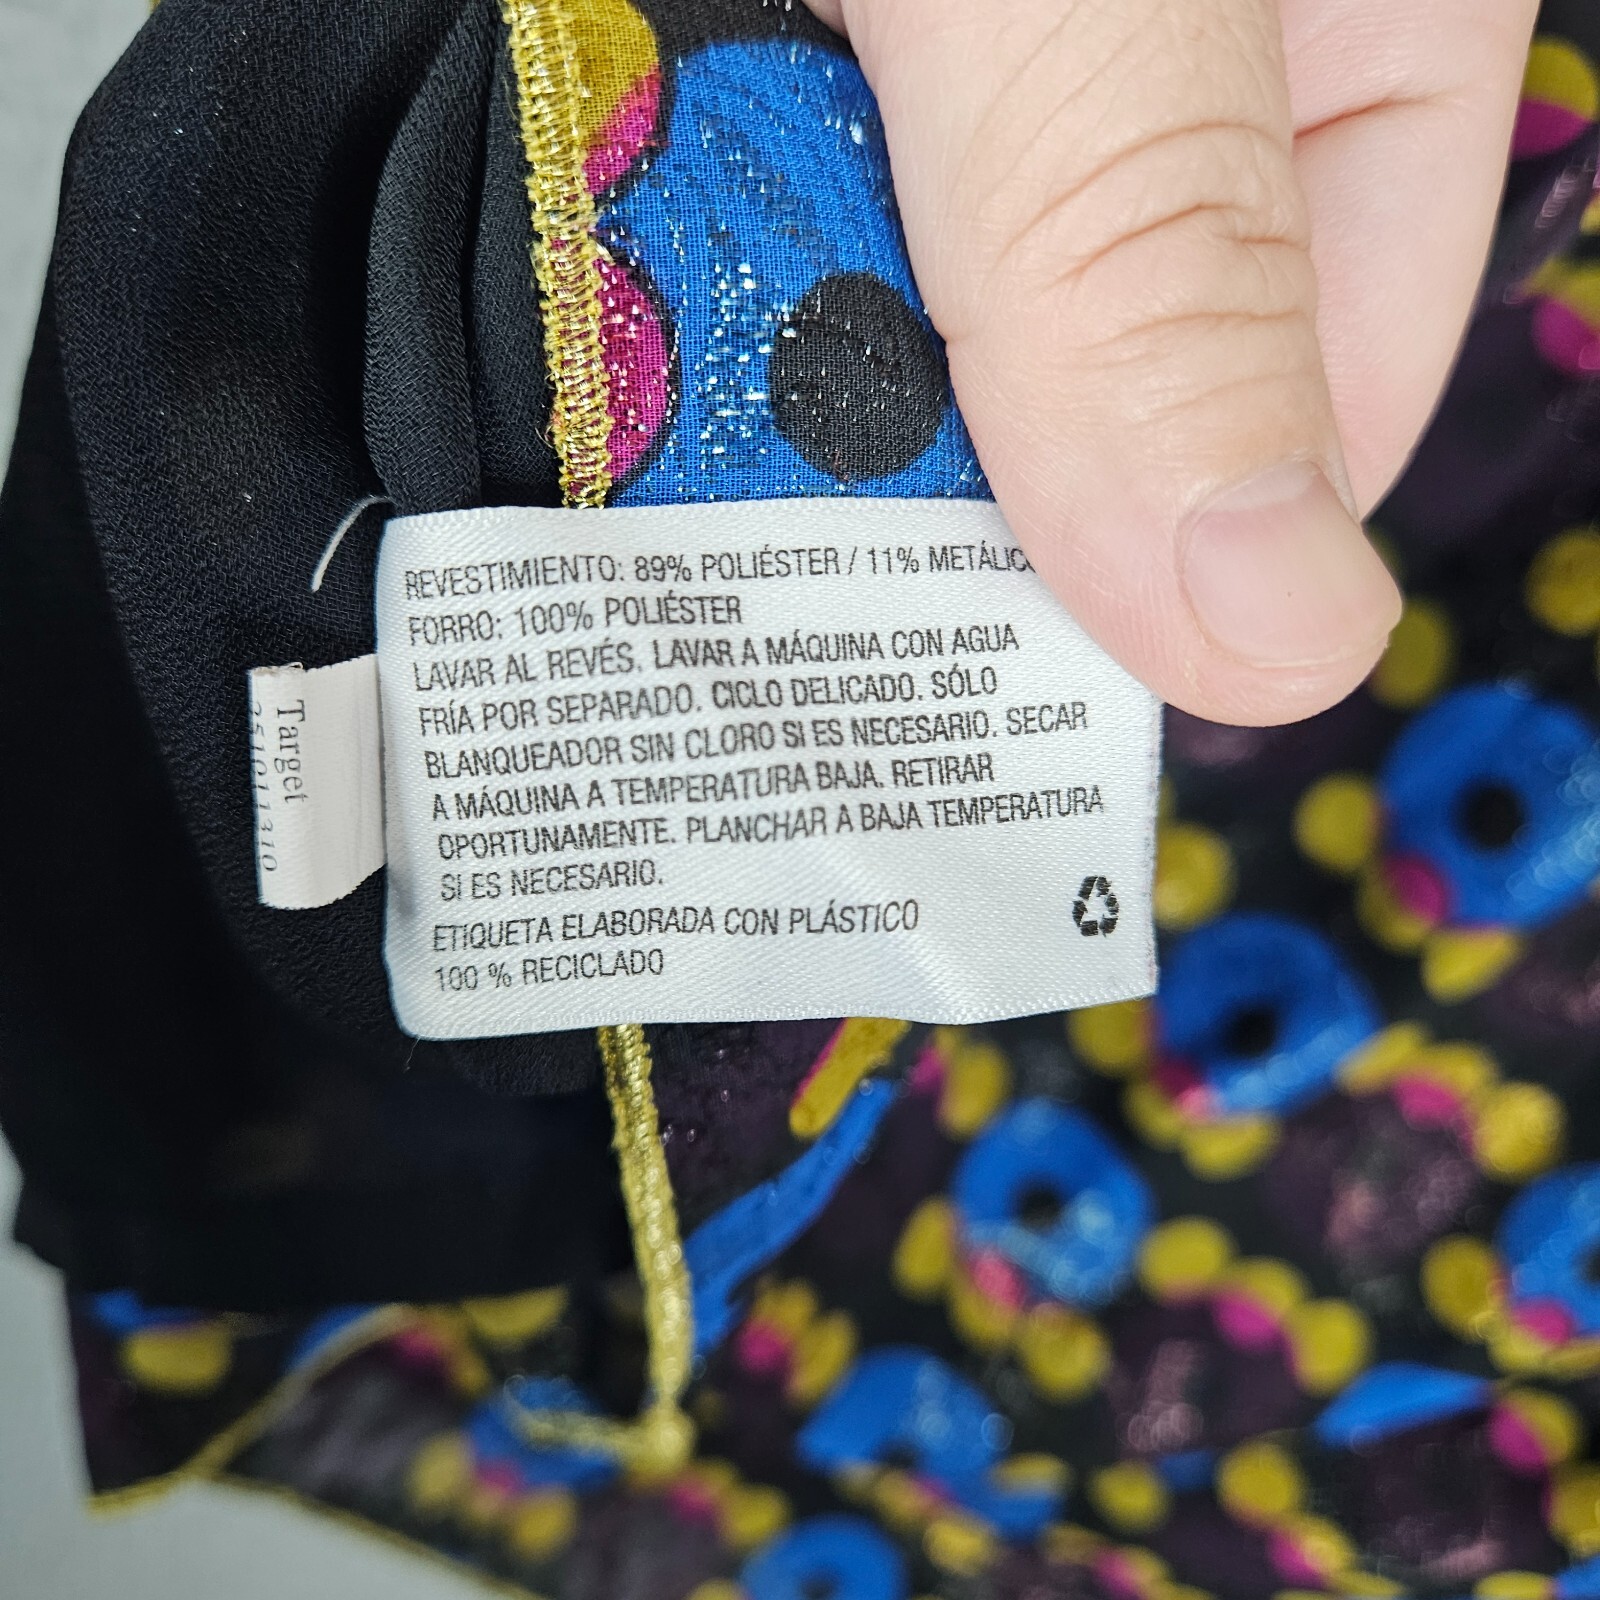 REVESTIMIENTO: 89% POLIÉSTER / 11% METÁLICO
FORRO: 100% POLIÉSTER
LAVAR AL REVÉS. LAVAR A MÁQUINA CON AGUA
FRÍA POR SEPARADO. CICLO DELICADO. SÓLO
BLANQUEADOR SIN CLORO SI ES NECESARIO. SECAR
A MÁQUINA A TEMPERATURA BAJA. RETIRAR
OPORTUNAMENTE. PLANCHAR A BAJA TEMPERATURA
SI ES NECESARIO.
ETIQUETA ELABORADA CON PLÁSTICO
100 % RECICLADO
Target